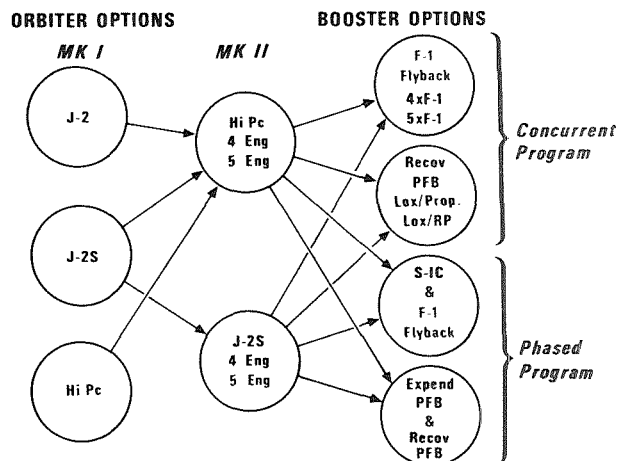 ORBITER OPTIONS
BOOSTER OPTIONS
MK I
MK II
J-2
J-2S
Hi Pc
Hi Pc
4 Eng
5 Eng
J-2S
4 Eng
5 Eng
F-1
Flyback
4xF-1
5xF-1
Recov
PFB
Lox/Prop.
Lox/RP
Concurrent
Program
S-IC
&
F-1
Flyback
Expend
PFB
&
Recov
PFB
Phased
Program